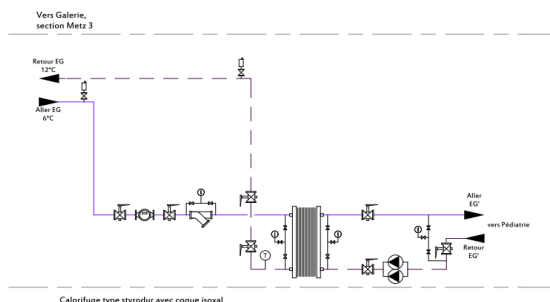 Vers Galerie,
section Metz 3
Retour EG
12°C
Aller EG
6°C
Aller
EG'
vers Pédiatrie
Retour
EG'
T
Calorifuge type styrodur avec coque isoxal